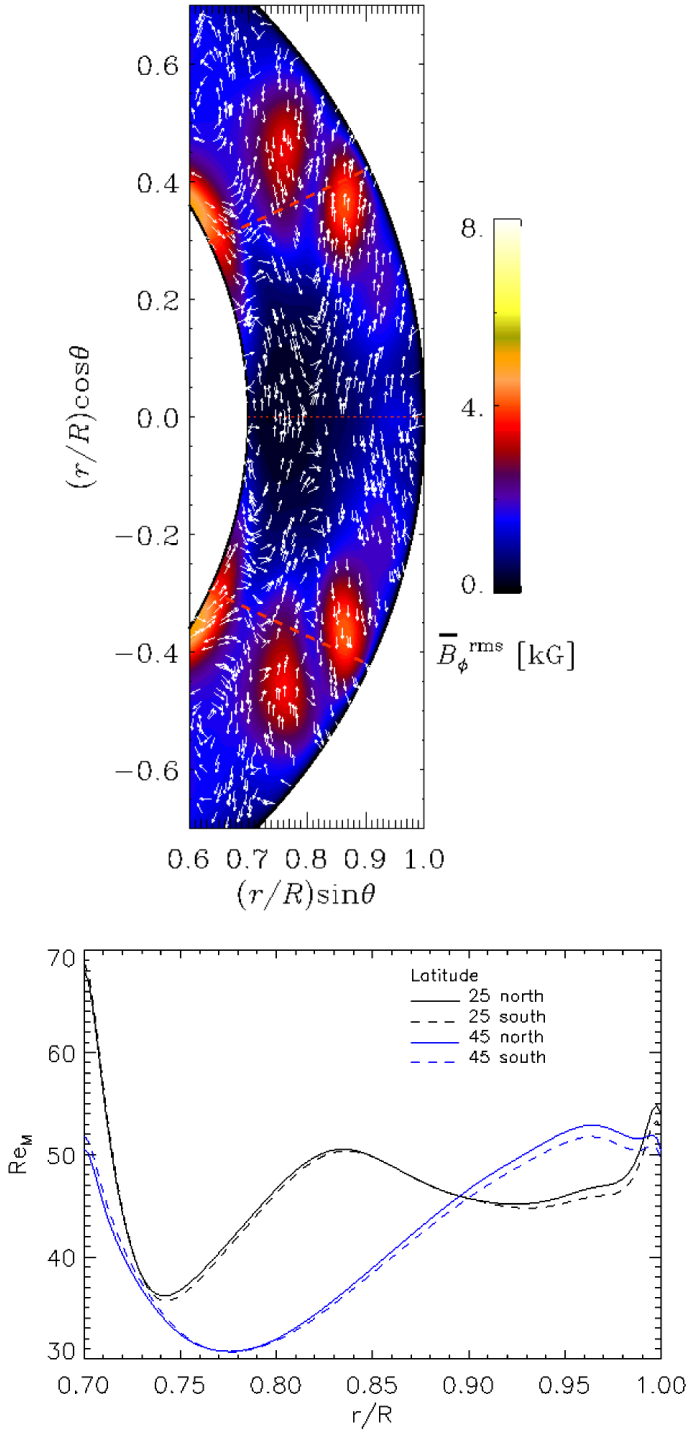 0.6
0.4
0.2
0.0
−0.2
−0.4
−0.6
(r/R)cosθ
0.6 0.7 0.8 0.9 1.0
(r/R)sinθ
8.
4.
0.
B̅ϕ^rms [kG]
70
60
50
40
30
Re_M
Latitude
25 north
25 south
45 north
45 south
0.70 0.75 0.80 0.85 0.90 0.95 1.00
r/R